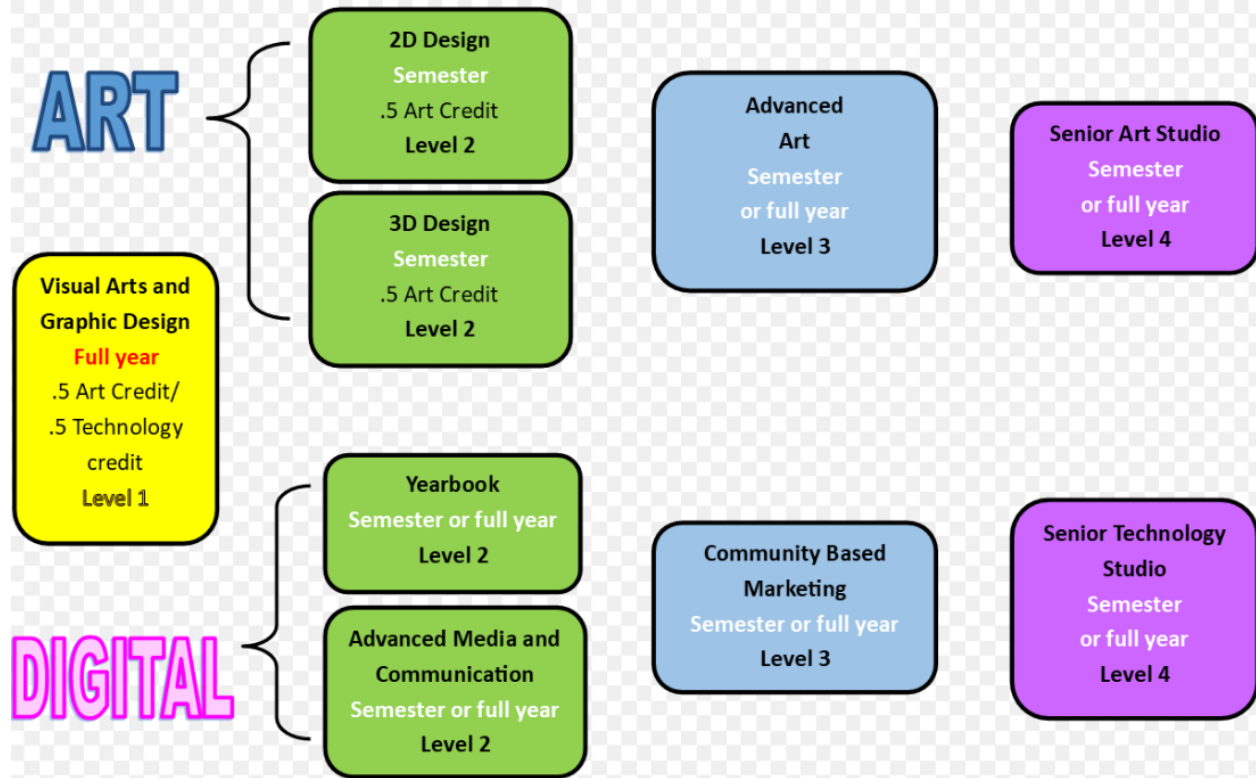 ART
2D Design
Semester
.5 Art Credit
Level 2
3D Design
Semester
.5 Art Credit
Level 2
Advanced
Art
Semester
or full year
Level 3
Senior Art Studio
Semester
or full year
Level 4
Visual Arts and
Graphic Design
Full year
.5 Art Credit/
.5 Technology
credit
Level 1
DIGITAL
Yearbook
Semester or full year
Level 2
Advanced Media and
Communication
Semester or full year
Level 2
Community Based
Marketing
Semester or full year
Level 3
Senior Technology
Studio
Semester
or full year
Level 4